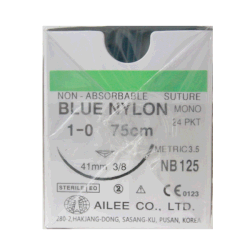 NON - ABSORBABLE SUTURE
BLUE NYLON MONO
24 PKT
1-0 75cm
METRIC 3.5
41mm 3/8 NB125
STERILE EO
CE 0123
AILEE CO., LTD.
280 2, HAKJANG-DONG, SASANG-KU, PUSAN, KOREA